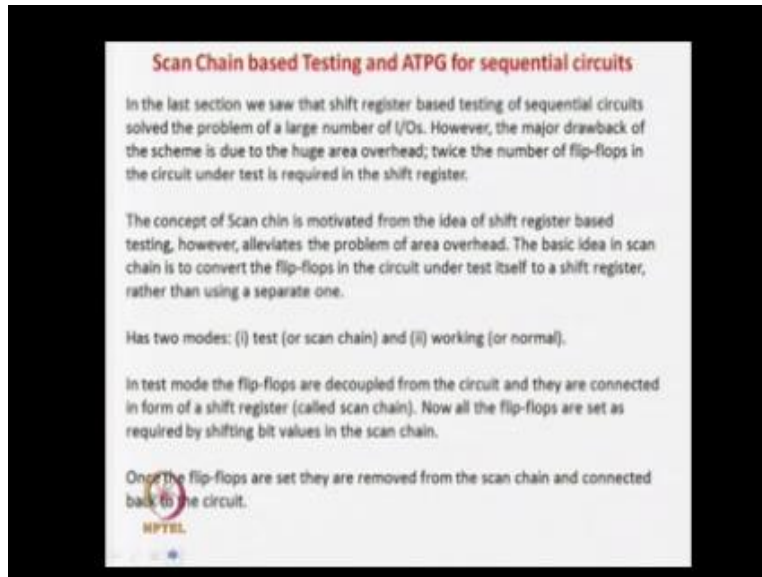 Scan Chain based Testing and ATPG for sequential circuits
In the last section we saw that shift register based testing of sequential circuits
solved the problem of a large number of I/Os. However, the major drawback of
the scheme is due to the huge area overhead; twice the number of flip-flops in
the circuit under test is required in the shift register.
The concept of Scan chin is motivated from the idea of shift register based
testing, however, alleviates the problem of area overhead. The basic idea in scan
chain is to convert the flip-flops in the circuit under test itself to a shift register,
rather than using a separate one.
Has two modes: (i) test (or scan chain) and (ii) working (or normal).
In test mode the flip-flops are decoupled from the circuit and they are connected
in form of a shift register (called scan chain). Now all the flip-flops are set as
required by shifting bit values in the scan chain.
Once the flip-flops are set they are removed from the scan chain and connected
back to the circuit.
NPTEL